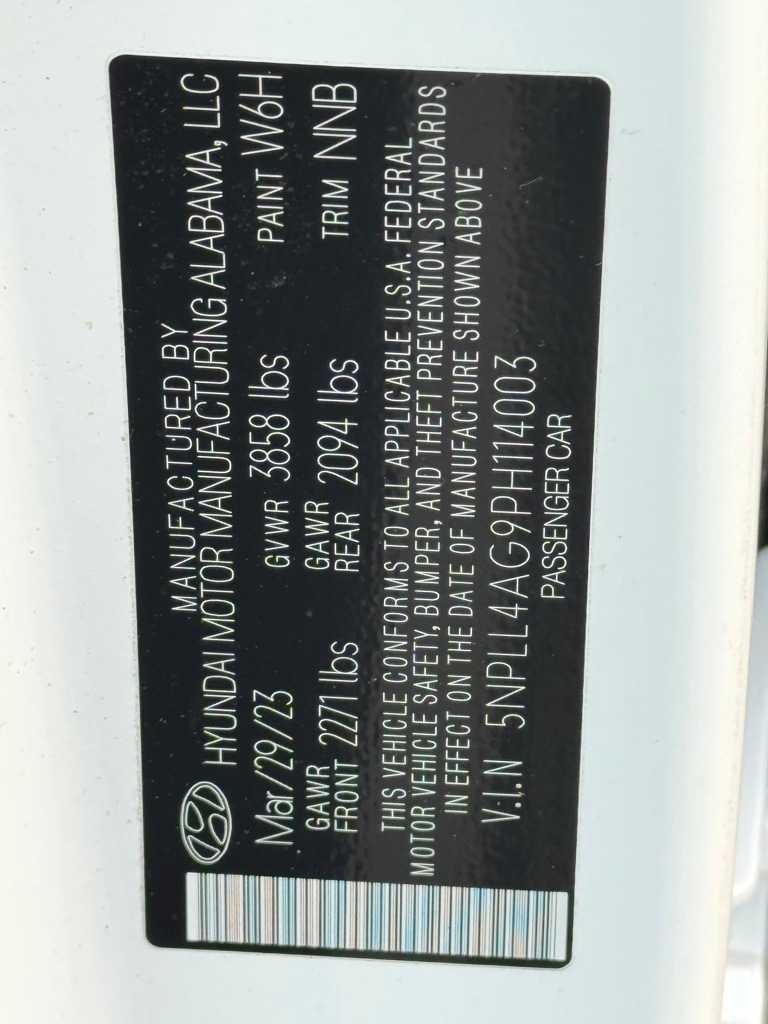 MANUFACTURED BY
HYUNDAI MOTOR MANUFACTURING ALABAMA, LLC
Mar/29/23 GVWR 3858 lbs PAINT W6H
GAWR FRONT 2271 lbs GAWR REAR 2094 lbs TRIM NNB
THIS VEHICLE CONFORMS TO ALL APPLICABLE U.S.A. FEDERAL
MOTOR VEHICLE SAFETY, BUMPER, AND THEFT PREVENTION STANDARDS
IN EFFECT ON THE DATE OF MANUFACTURE SHOWN ABOVE
V.I.N 5NPLL4AG9PH114003
PASSENGER CAR